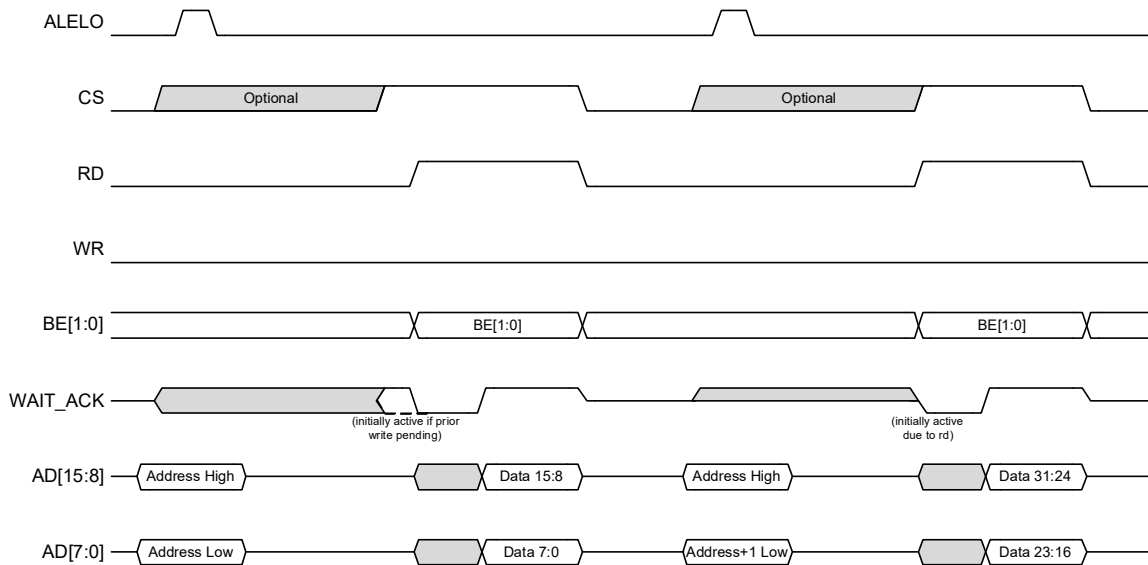 ALELO
CS
Optional
Optional
RD
WR
BE[1:0]
BE[1:0]
BE[1:0]
WAIT_ACK
(initially active if prior
write pending)
(initially active
due to rd)
AD[15:8]
Address High
Data 15:8
Address High
Data 31:24
AD[7:0]
Address Low
Data 7:0
Address+1 Low
Data 23:16